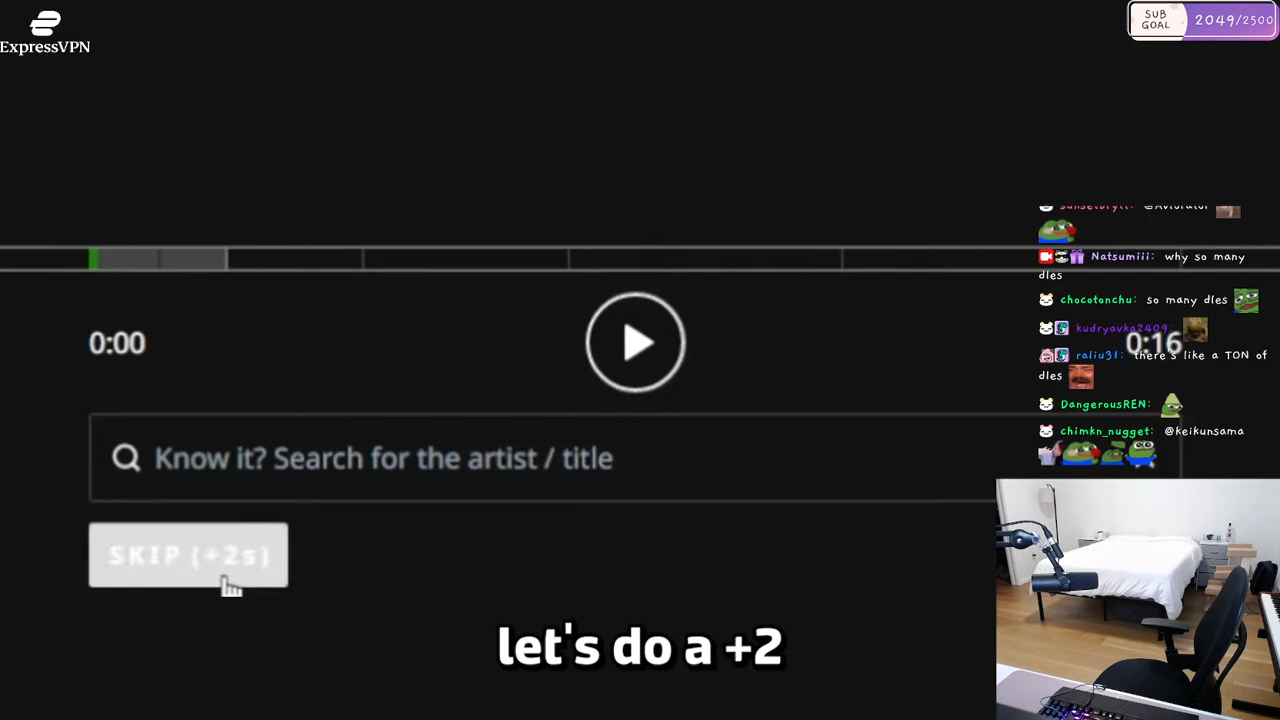 ExpressVPN
SUB
GOAL
2049/2500
Natsumiii: why so many
dles
chocotonchu: so many dles
kudryavka2409:
raliu31: there's like a TON of
dles
DangerousREN:
chimkn_nugget: @keikunsama
0:00
0:16
Know it? Search for the artist / title
SKIP (+2s)
let's do a +2